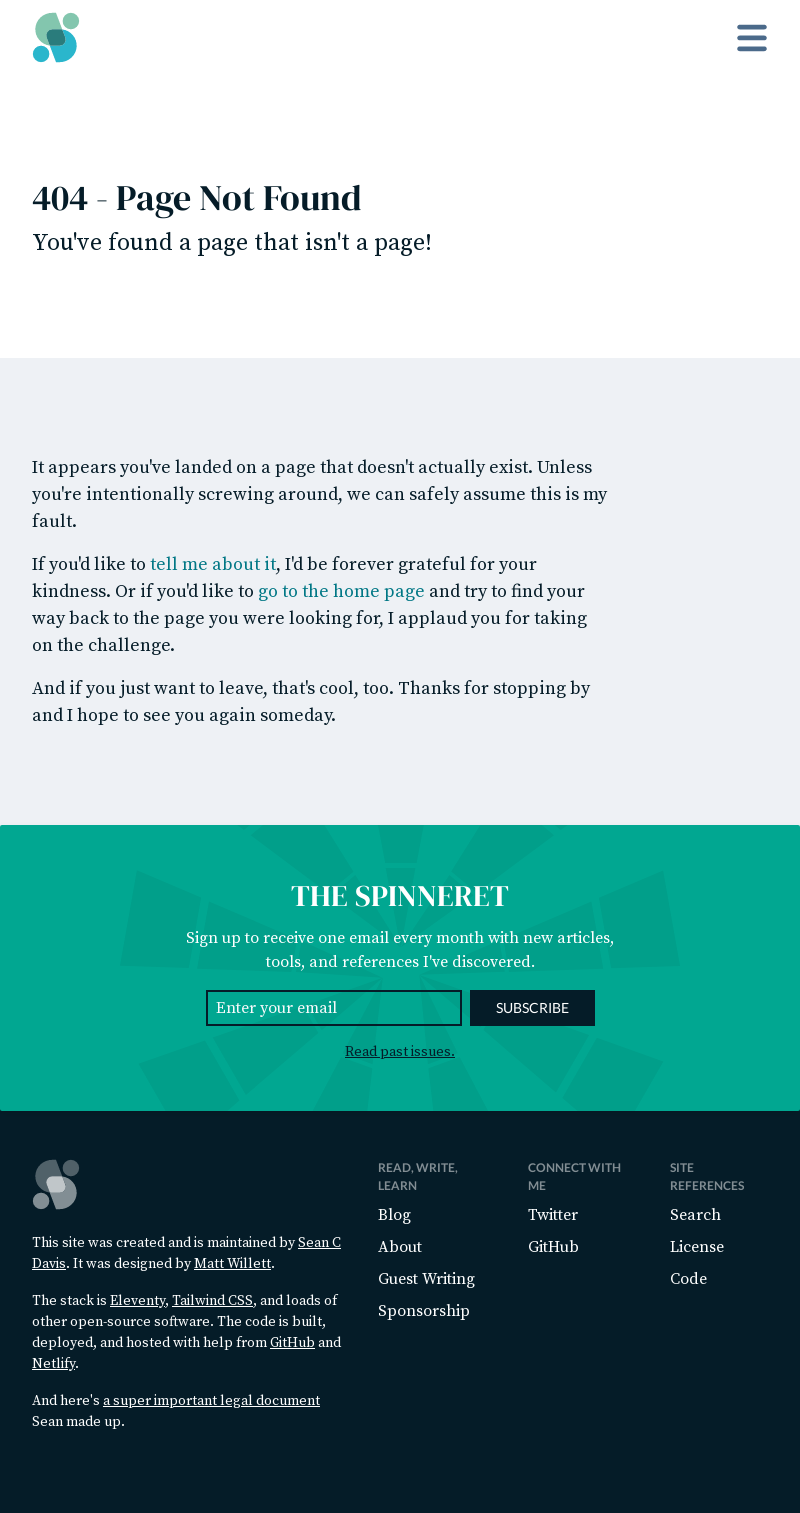 404 - Page Not Found
You've found a page that isn't a page!
It appears you've landed on a page that doesn't actually exist. Unless
you're intentionally screwing around, we can safely assume this is my
fault.
If you'd like to tell me about it, I'd be forever grateful for your
kindness. Or if you'd like to go to the home page and try to find your
way back to the page you were looking for, I applaud you for taking
on the challenge.
And if you just want to leave, that's cool, too. Thanks for stopping by
and I hope to see you again someday.
THE SPINNERET
Sign up to receive one email every month with new articles,
tools, and references I've discovered.
Enter your email
SUBSCRIBE
Read past issues.
This site was created and is maintained by Sean C
Davis. It was designed by Matt Willett.
The stack is Eleventy, Tailwind CSS, and loads of
other open-source software. The code is built,
deployed, and hosted with help from GitHub and
Netlify.
And here's a super important legal document
Sean made up.
READ, WRITE,
LEARN
Blog
About
Guest Writing
Sponsorship
CONNECT WITH
ME
Twitter
GitHub
SITE
REFERENCES
Search
License
Code